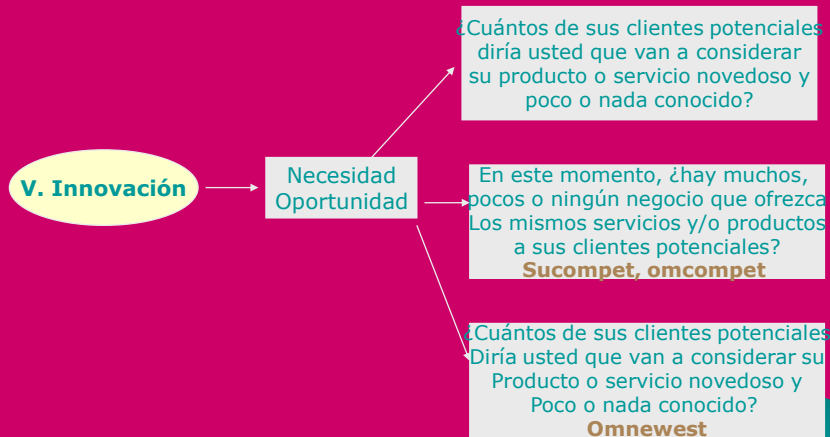 ¿Cuántos de sus clientes potenciales
diría usted que van a considerar
su producto o servicio novedoso y
poco o nada conocido?
V. Innovación
Necesidad
Oportunidad
En este momento, ¿hay muchos,
pocos o ningún negocio que ofrezca
Los mismos servicios y/o productos
a sus clientes potenciales?
Sucompet, omcompet
¿Cuántos de sus clientes potenciales
Diría usted que van a considerar su
Producto o servicio novedoso y
Poco o nada conocido?
Omnewest